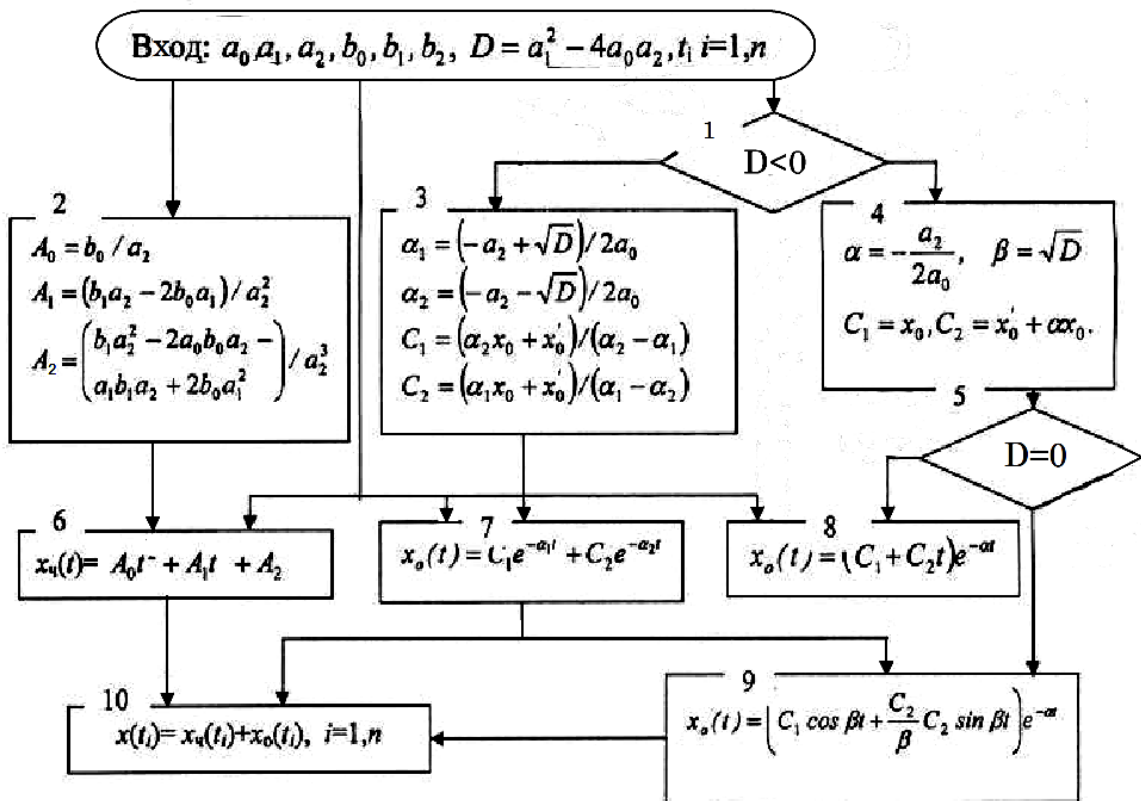 Вход: a₀,a₁, a₂, b₀, b₁, b₂, D = a₁² − 4a₀a₂, tᵢ i=1,n
1
D<0
2
A₀ = b₀ / a₂
A₁ = (b₁a₂ − 2b₀a₁)/ a₂²
A₂ = (b₁a₂² − 2a₀b₀a₂ −
a₁b₁a₂ + 2b₀a₁²) / a₂³
3
α₁ = (−a₂ + √D)/ 2a₀
α₂ = (−a₂ − √D)/ 2a₀
C₁ = (α₂x₀ + x₀′)/(α₂ − α₁)
C₂ = (α₁x₀ + x₀′)/(α₁ − α₂)
4
α = −a₂/2a₀, β = √D
C₁ = x₀, C₂ = x₀′ + αx₀.
5
D=0
6
xч(t)= A₀t⁻ + A₁t + A₂
7
xₒ(t) = C₁e^(−α₁t) + C₂e^(−α₂t)
8
xₒ(t) = (C₁ + C₂t)e^(−αt)
9
xₒ(t) = (C₁ cos βt + C₂/β C₂ sin βt)e^(−αt)
10
x(tᵢ)= xч(tᵢ)+xₒ(tᵢ), i=1,n